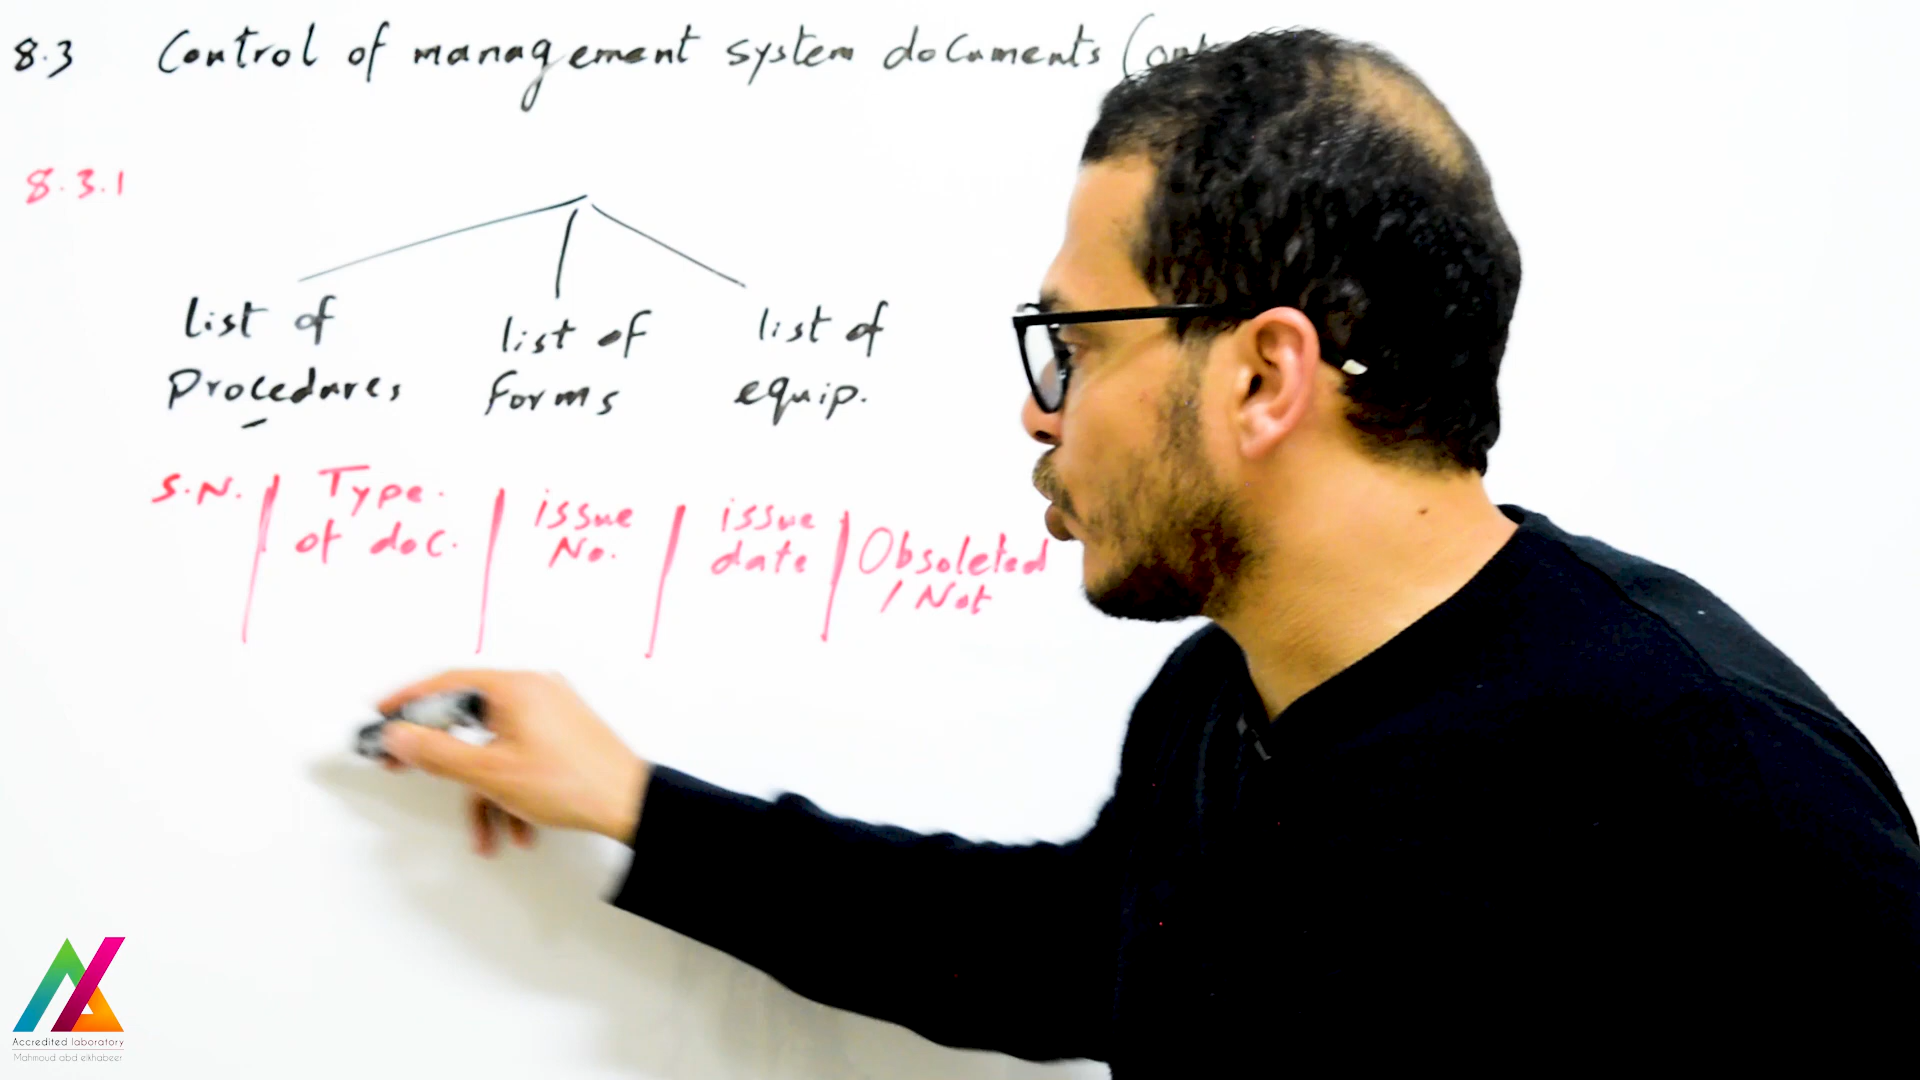 8.3 Control of management system documents (opt
8.3.1
list of
Procedures
list of
forms
list of
equip.
S.N. | Type. of doc. | issue No. | issue date | Obsoleted / Not
Accredited laboratory
Mahmoud abd elkhabeer